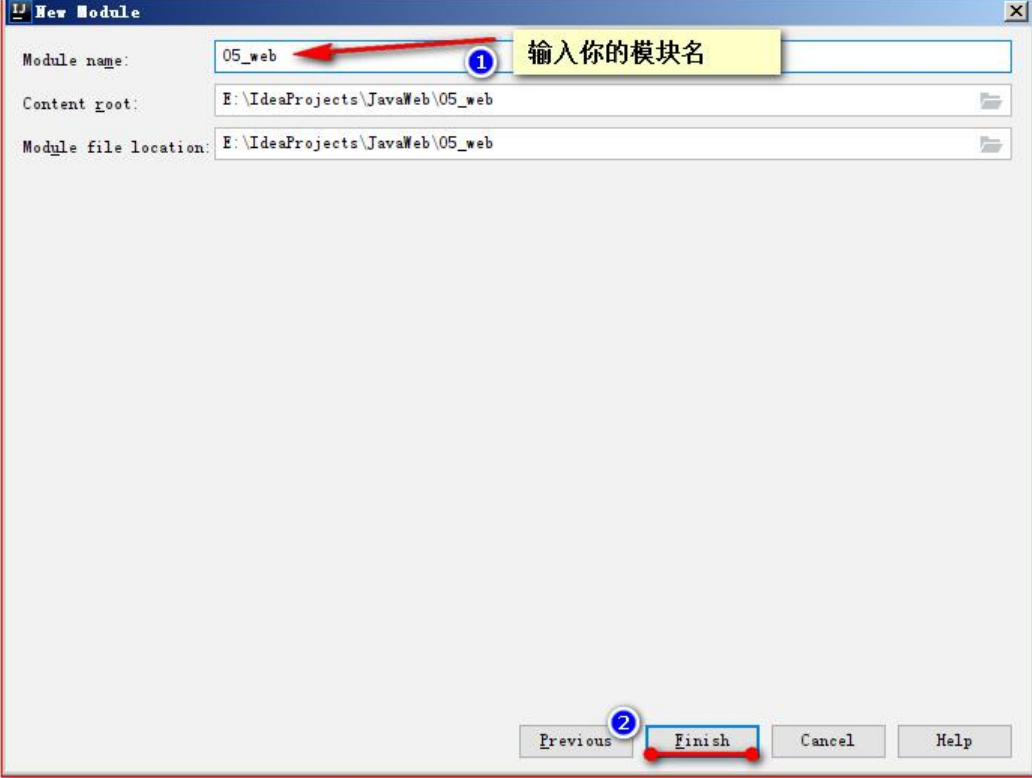 New Module
Module name: 05_web
① 输入你的模块名
Content root: E:\IdeaProjects\JavaWeb\05_web
Module file location: E:\IdeaProjects\JavaWeb\05_web
②
Previous Finish Cancel Help